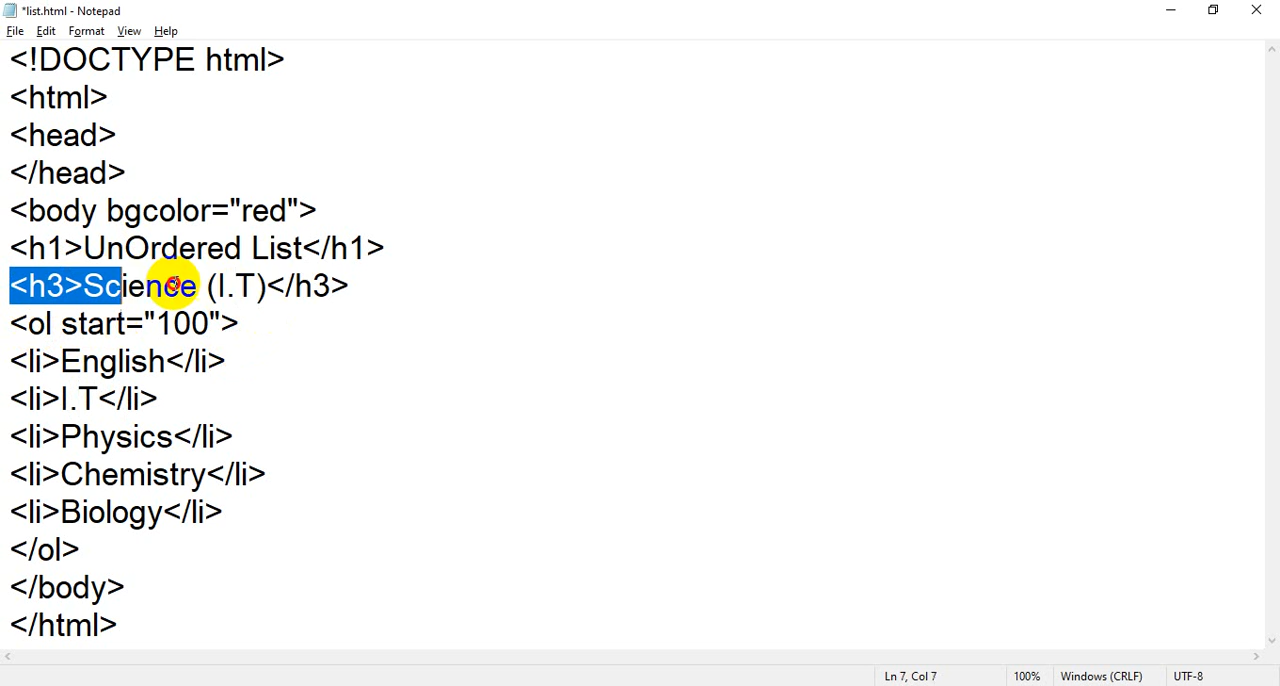 *list.html - Notepad
File Edit Format View Help
<!DOCTYPE html>
<html>
<head>
</head>
<body bgcolor="red">
<h1>UnOrdered List</h1>
<h3>Science (I.T)</h3>
<ol start="100">
<li>English</li>
<li>I.T</li>
<li>Physics</li>
<li>Chemistry</li>
<li>Biology</li>
</ol>
</body>
</html>
Ln 7, Col 7 100% Windows (CRLF) UTF-8